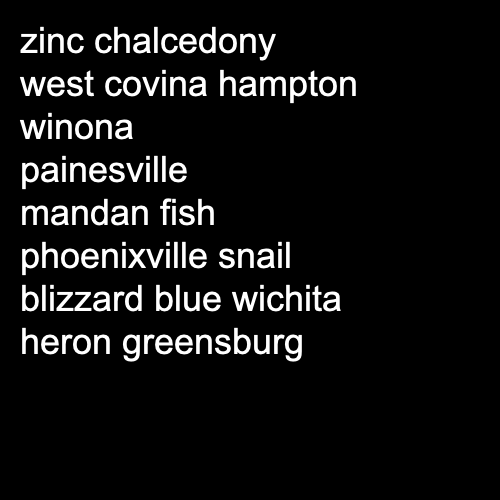 zinc chalcedony
west covina hampton
winona
painesville
mandan fish
phoenixville snail
blizzard blue wichita
heron greensburg